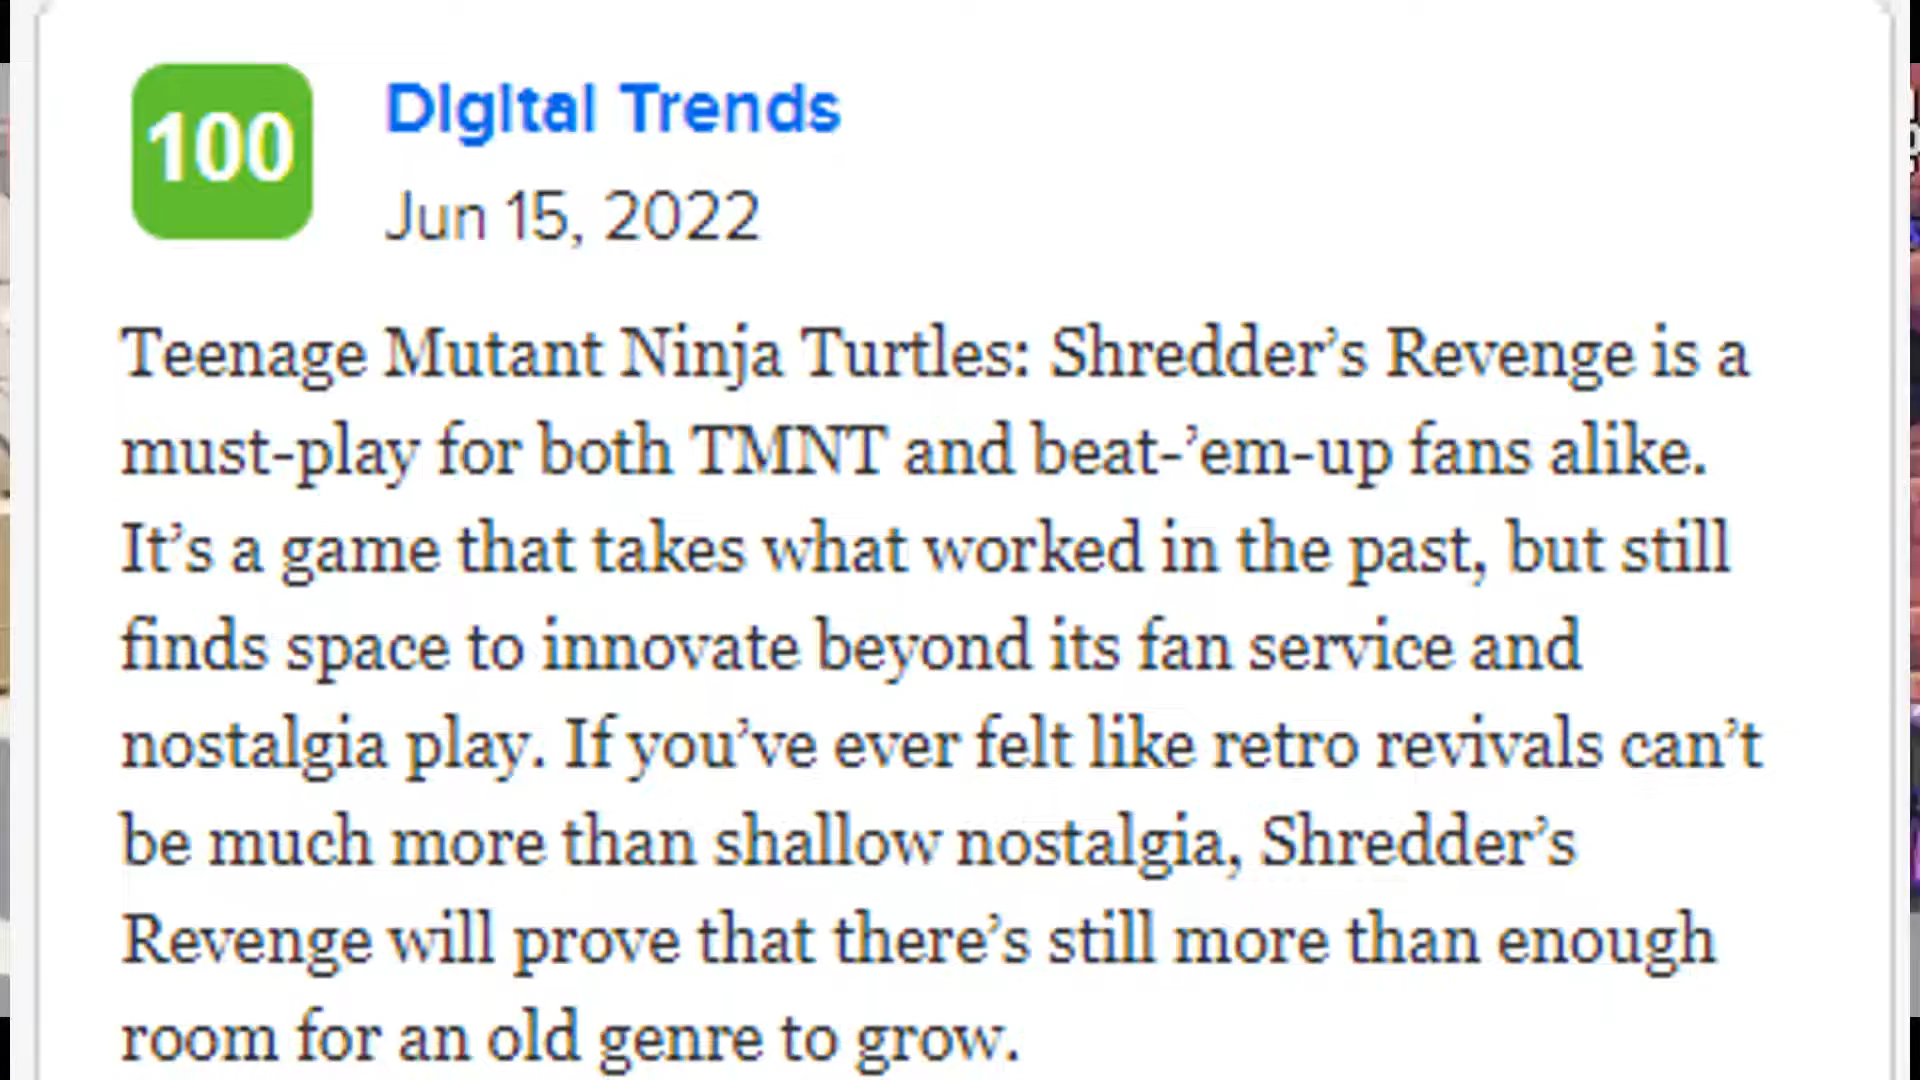 100
Digital Trends
Jun 15, 2022
Teenage Mutant Ninja Turtles: Shredder’s Revenge is a
must-play for both TMNT and beat-’em-up fans alike.
It’s a game that takes what worked in the past, but still
finds space to innovate beyond its fan service and
nostalgia play. If you’ve ever felt like retro revivals can’t
be much more than shallow nostalgia, Shredder’s
Revenge will prove that there’s still more than enough
room for an old genre to grow.